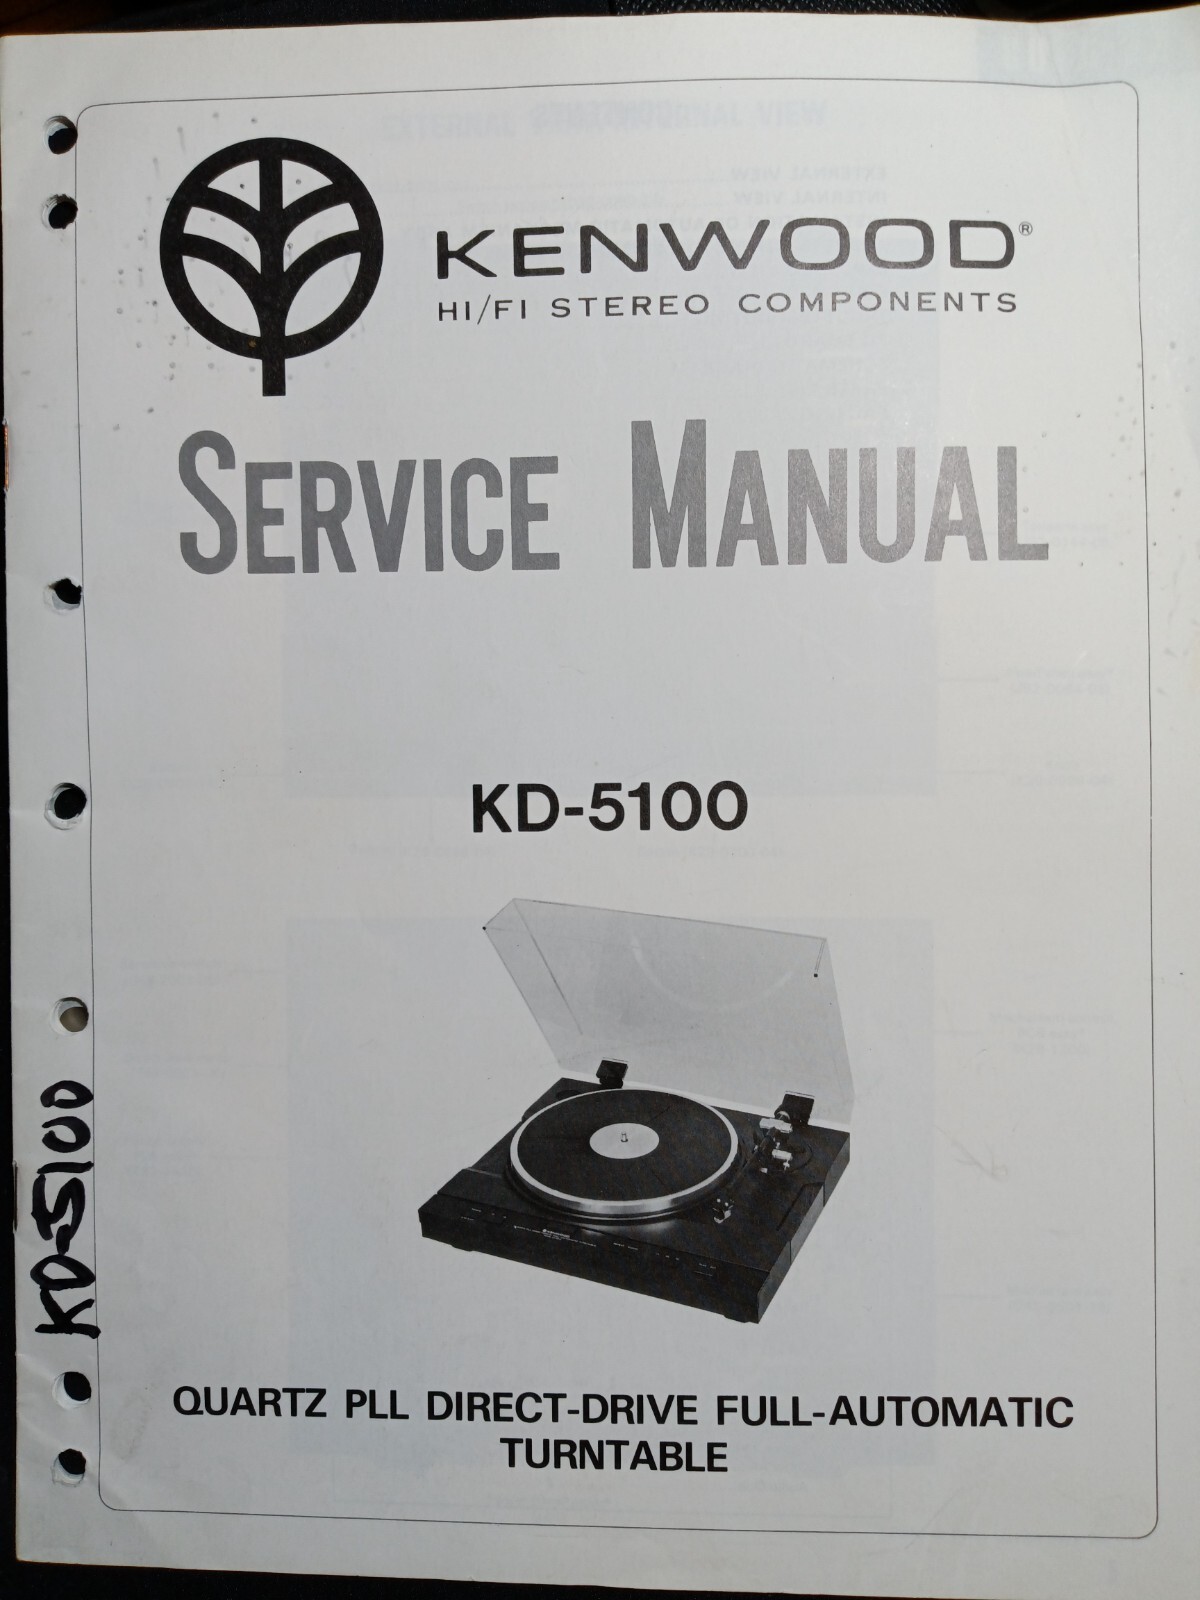 KENWOOD®
HI/FI STEREO COMPONENTS
SERVICE MANUAL
KD-5100
KD-5100
QUARTZ PLL DIRECT-DRIVE FULL-AUTOMATIC
TURNTABLE